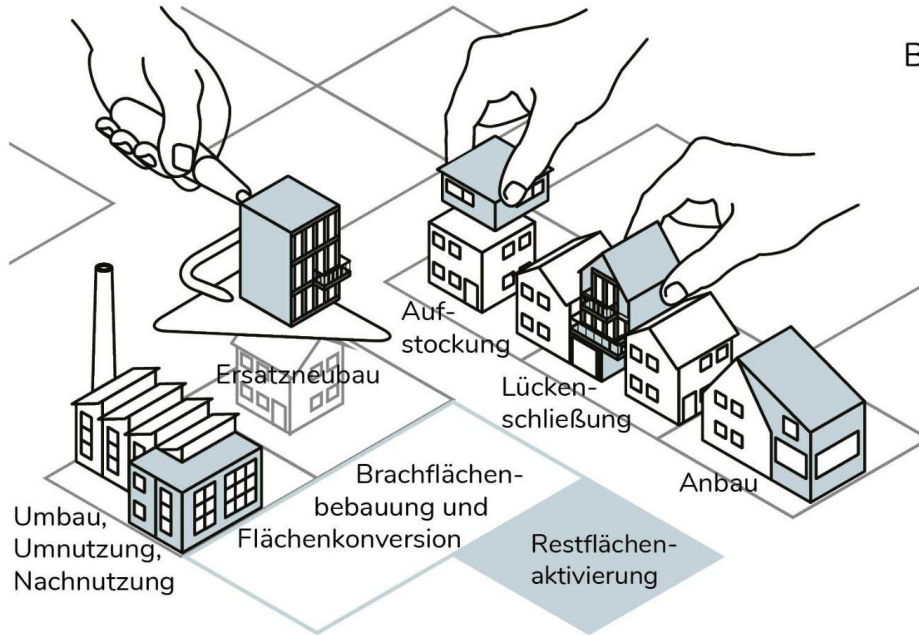 B
Auf-
stockung
Ersatzneubau
Lücken-
schließung
Anbau
Brachflächen-
bebauung und
Flächenkonversion
Umbau,
Umnutzung,
Nachnutzung
Restflächen-
aktivierung